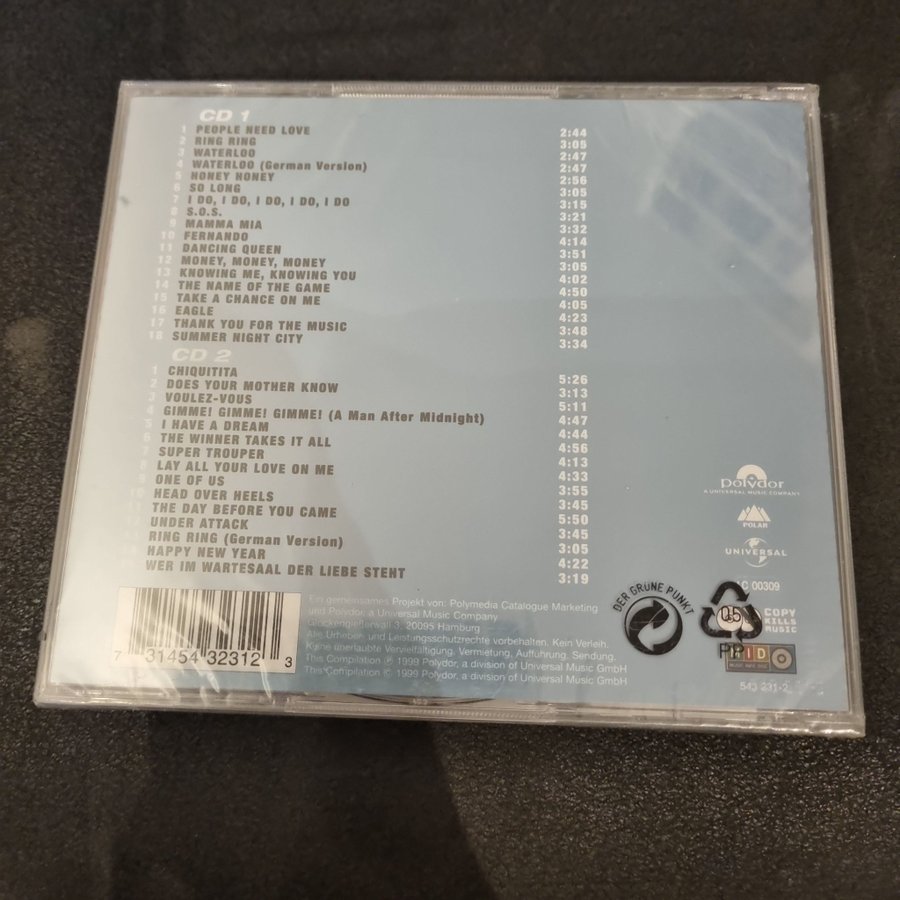 CD 1
1 PEOPLE NEED LOVE 2:44
2 RING RING 3:05
3 WATERLOO 2:47
4 WATERLOO (German Version) 2:47
5 HONEY HONEY 2:56
6 SO LONG 3:05
7 I DO, I DO, I DO, I DO, I DO 3:15
8 S.O.S. 3:21
9 MAMMA MIA 3:32
10 FERNANDO 4:14
11 DANCING QUEEN 3:51
12 MONEY, MONEY, MONEY 3:05
13 KNOWING ME, KNOWING YOU 4:02
14 THE NAME OF THE GAME 4:50
15 TAKE A CHANCE ON ME 4:05
16 EAGLE 4:23
17 THANK YOU FOR THE MUSIC 3:48
18 SUMMER NIGHT CITY 3:34
CD 2
1 CHIQUITITA 5:26
2 DOES YOUR MOTHER KNOW 3:13
3 VOULEZ-VOUS 5:11
4 GIMME! GIMME! GIMME! (A Man After Midnight) 4:47
5 I HAVE A DREAM 4:44
6 THE WINNER TAKES IT ALL 4:56
7 SUPER TROUPER 4:13
8 LAY ALL YOUR LOVE ON ME 4:33
9 ONE OF US 3:55
10 HEAD OVER HEELS 3:45
11 THE DAY BEFORE YOU CAME 5:50
12 UNDER ATTACK 3:45
13 RING RING (German Version) 3:05
14 HAPPY NEW YEAR 4:22
WER IM WARTESAAL DER LIEBE STEHT 3:19
polydor
A UNIVERSAL MUSIC COMPANY
POLAR
UNIVERSAL
LC 00309
COPY
KILLS
MUSIC
543 231-2
DER GRÜNE PUNKT
05
PP
7 31454 32312 3
Ein gemeinsames Projekt von: Polymedia Catalogue Marketing
und Polydor, a Universal Music Company
Glockengießerwall 3, 20095 Hamburg
Alle Urheber- und Leistungsschutzrechte vorbehalten. Kein Verleih.
Keine unerlaubte Vervielfältigung, Vermietung, Aufführung, Sendung.
This Compilation ℗ 1999 Polydor, a division of Universal Music GmbH
This Compilation © 1999 Polydor, a division of Universal Music GmbH